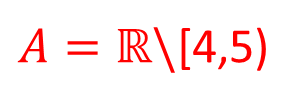 A = ℝ\[4,5)